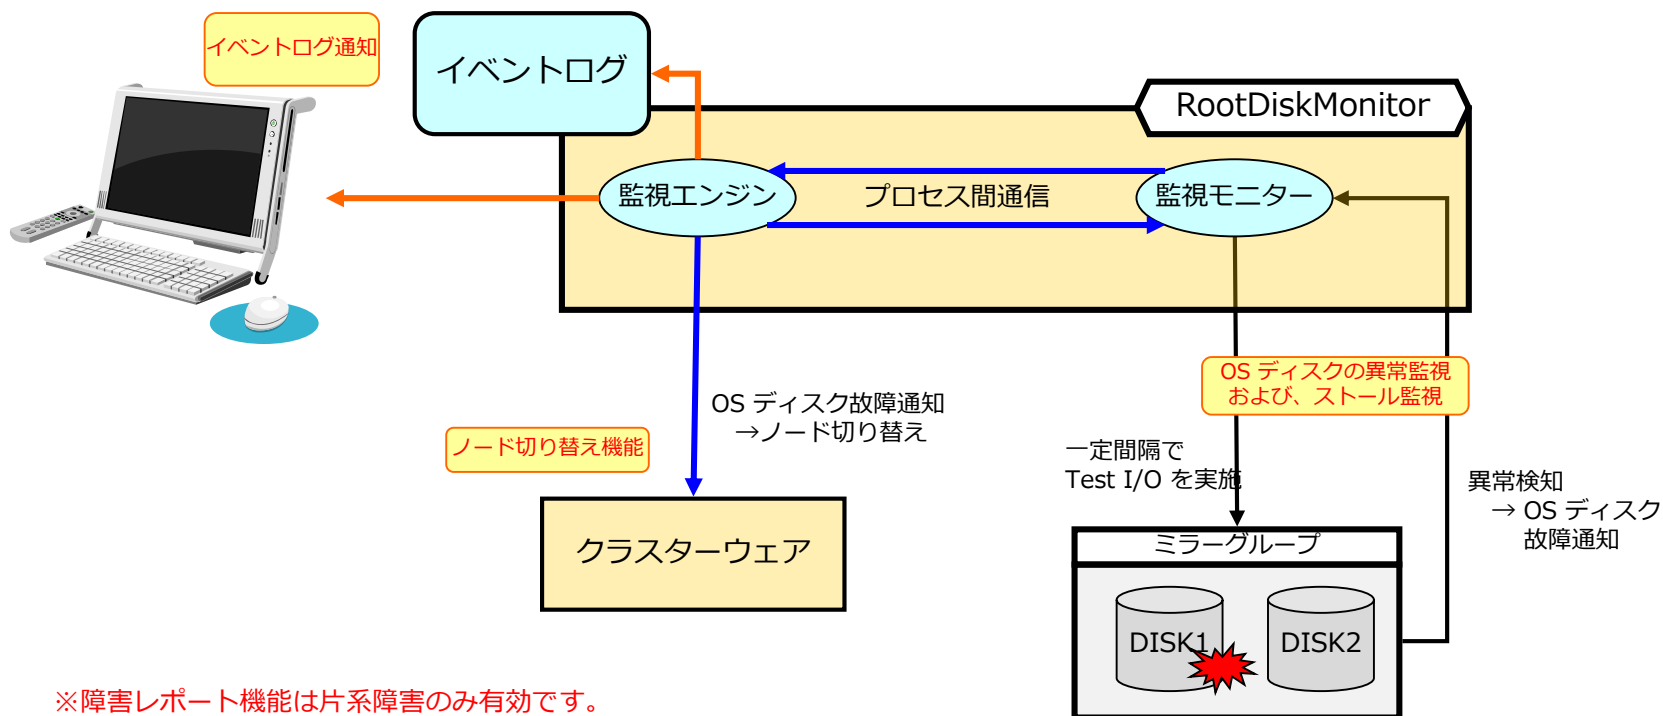 イベントログ通知
イベントログ
RootDiskMonitor
監視エンジン
プロセス間通信
監視モニター
OS ディスクの異常監視
および、ストール監視
OS ディスク故障通知
→ノード切り替え
ノード切り替え機能
一定間隔で
Test I/O を実施
異常検知
→ OS ディスク
故障通知
クラスターウェア
ミラーグループ
DISK1
DISK2
※障害レポート機能は片系障害のみ有効です。